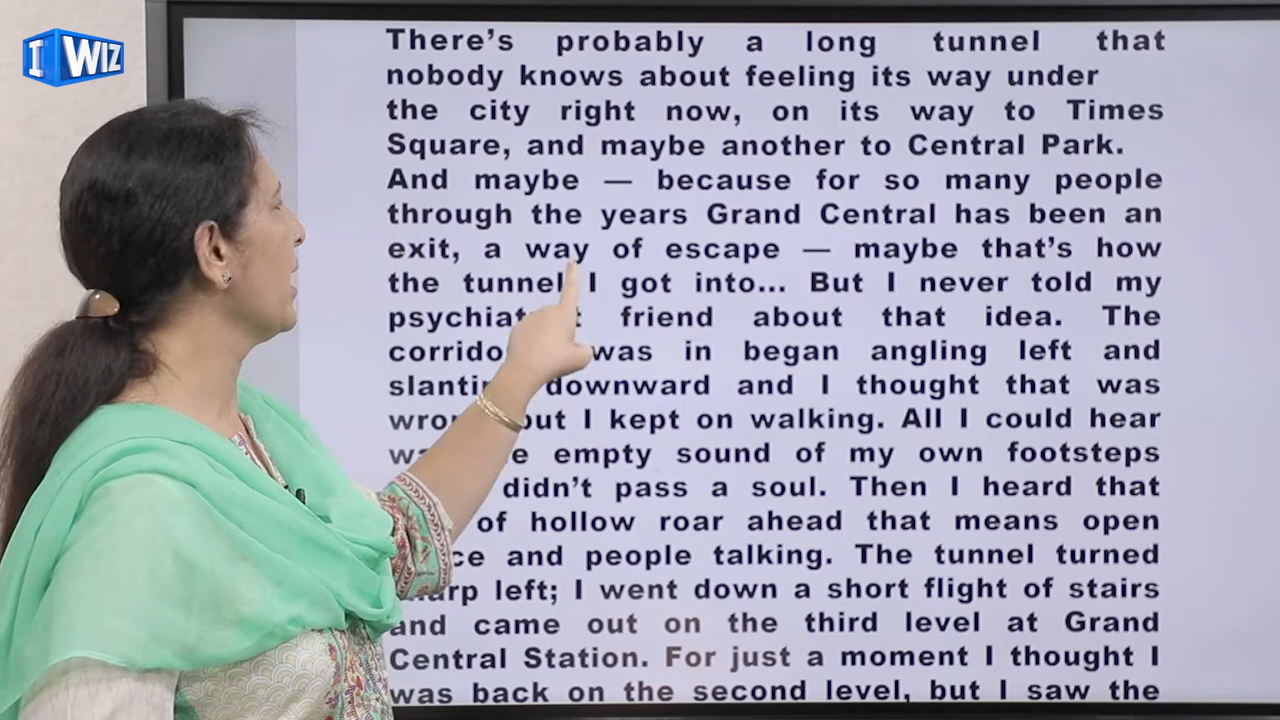 I WIZ
There's probably a long tunnel that
nobody knows about feeling its way under
the city right now, on its way to Times
Square, and maybe another to Central Park.
And maybe — because for so many people
through the years Grand Central has been an
exit, a way of escape — maybe that's how
the tunnel I got into... But I never told my
friend about that idea. The
was in began angling left and
downward and I thought that was
but I kept on walking. All I could hear
empty sound of my own footsteps
didn't pass a soul. Then I heard that
of hollow roar ahead that means open
and people talking. The tunnel turned
left; I went down a short flight of stairs
and came out on the third level at Grand
Central Station. For just a moment I thought I
was back on the second level, but I saw the